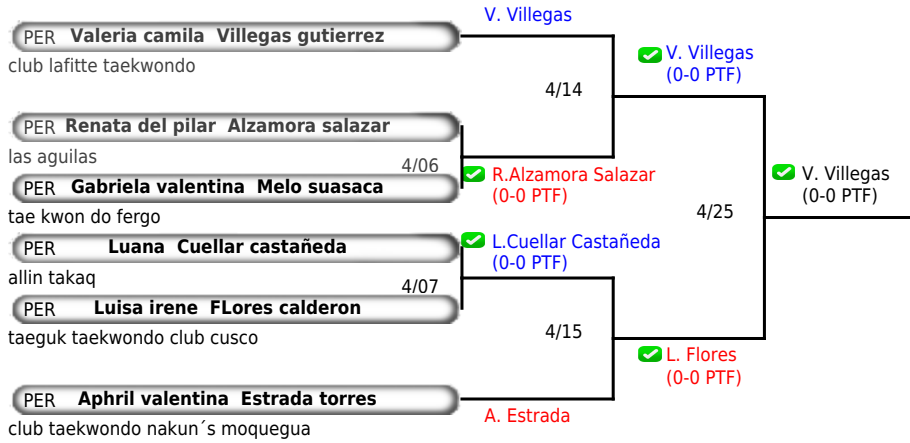 V. Villegas
PER Valeria camila Villegas gutierrez
club lafitte taekwondo
V. Villegas
(0-0 PTF)
4/14
PER Renata del pilar Alzamora salazar
las aguilas
4/06
R.Alzamora Salazar
(0-0 PTF)
V. Villegas
(0-0 PTF)
PER Gabriela valentina Melo suasaca
tae kwon do fergo
4/25
PER Luana Cuellar castañeda
L.Cuellar Castañeda
(0-0 PTF)
allin takaq
4/07
PER Luisa irene FLores calderon
taeguk taekwondo club cusco
4/15
L. Flores
(0-0 PTF)
PER Aphril valentina Estrada torres
A. Estrada
club taekwondo nakun´s moquegua